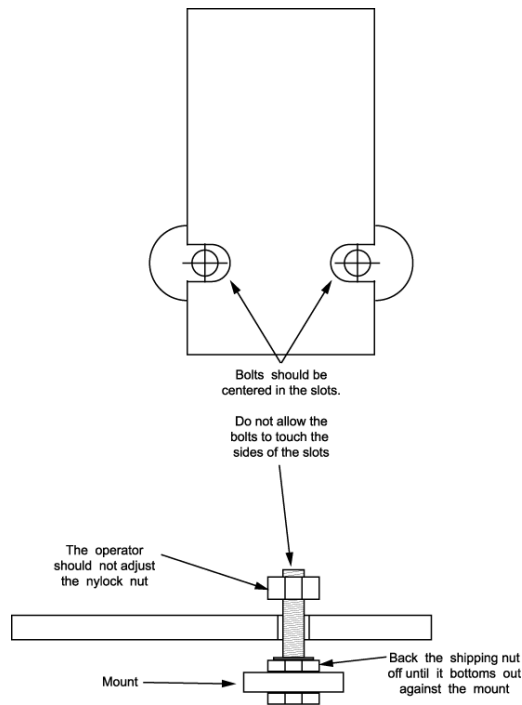 Bolts should be
centered in the slots.
Do not allow the
bolts to touch the
sides of the slots
The operator
should not adjust
the nylock nut
Back the shipping nut
off until it bottoms out
against the mount
Mount